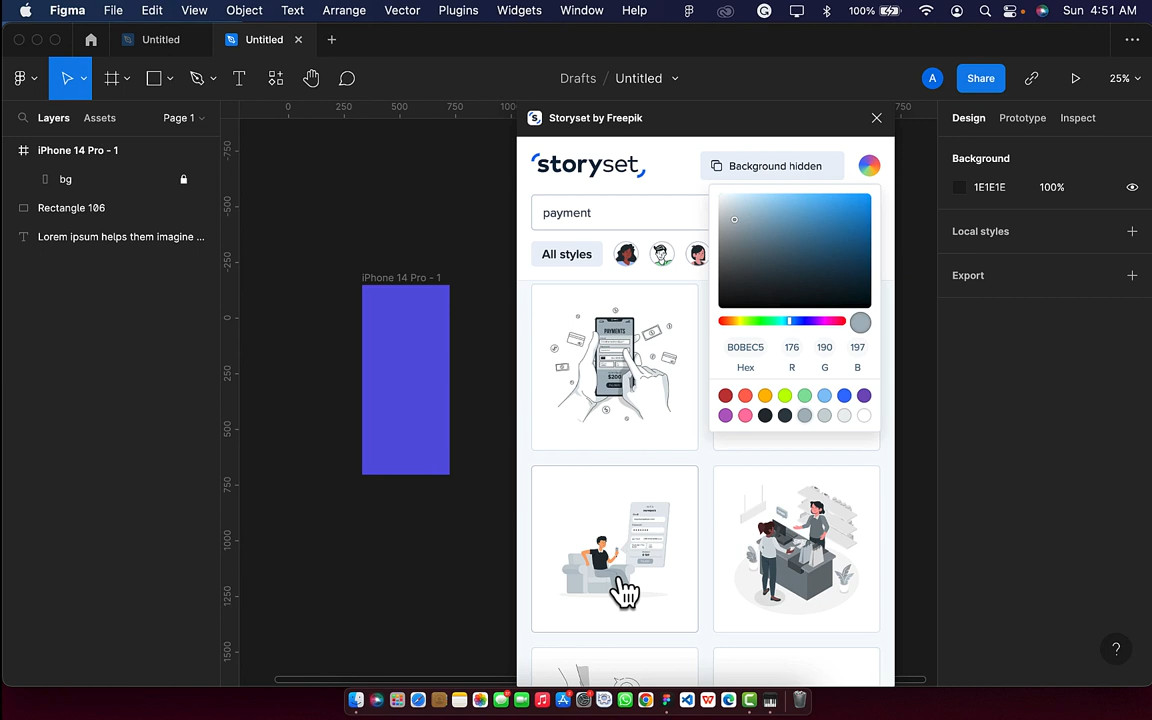 Figma File Edit View Object Text Arrange Vector Plugins Widgets Window Help 100% Sun 4:51 AM
Untitled Untitled
Drafts / Untitled A Share 25%
Layers Assets Page 1
0 250 500 750 750
Storyset by Freepik
Design Prototype Inspect
iPhone 14 Pro - 1
bg
Rectangle 106
Lorem ipsum helps them imagine ...
-750
-500
-250
0
250
500
750
1000
1250
1500
iPhone 14 Pro - 1
storyset
Background hidden
payment
All styles
PAYMENTS
$200
B0BEC5 176 190 197
Hex R G B
Background
1E1E1E 100%
Local styles
Export
?